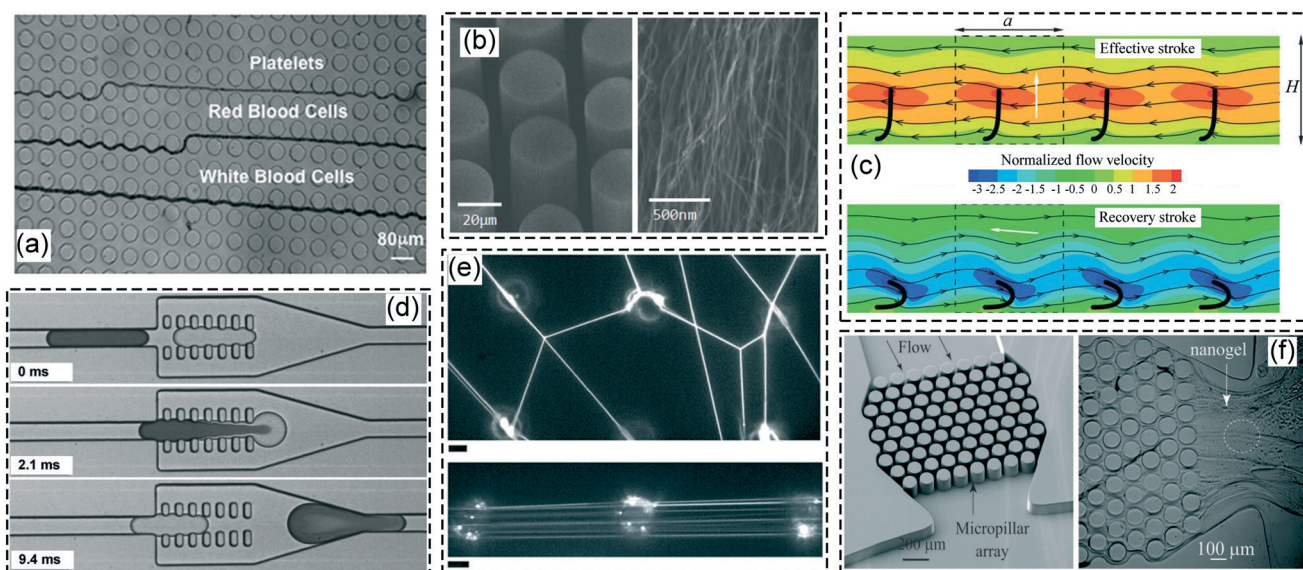 (a)
Platelets
Red Blood Cells
White Blood Cells
80μm
(b)
20μm
500nm
(c)
a
Effective stroke
H
Normalized flow velocity
-3 -2.5 -2 -1.5 -1 -0.5 0 0.5 1 1.5 2
Recovery stroke
(d)
0 ms
2.1 ms
9.4 ms
(e)
(f)
Flow
Micropillar
array
200 μm
nanogel
100 μm